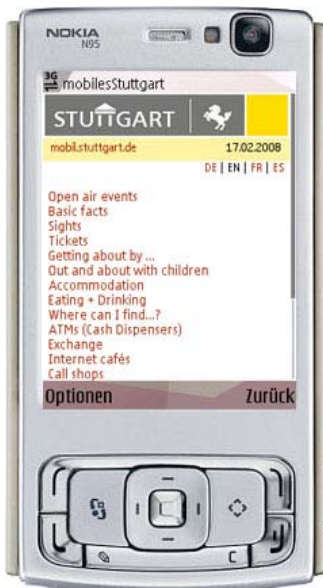 NOKIA
N95
3G
mobilesStuttgart
STUTTGART
mobil.stuttgart.de 17.02.2008
DE | EN | FR | ES
Open air events
Basic facts
Sights
Tickets
Getting about by ...
Out and about with children
Accommodation
Eating + Drinking
Where can I find...?
ATMs (Cash Dispensers)
Exchange
Internet cafés
Call shops
Optionen Zurück
C